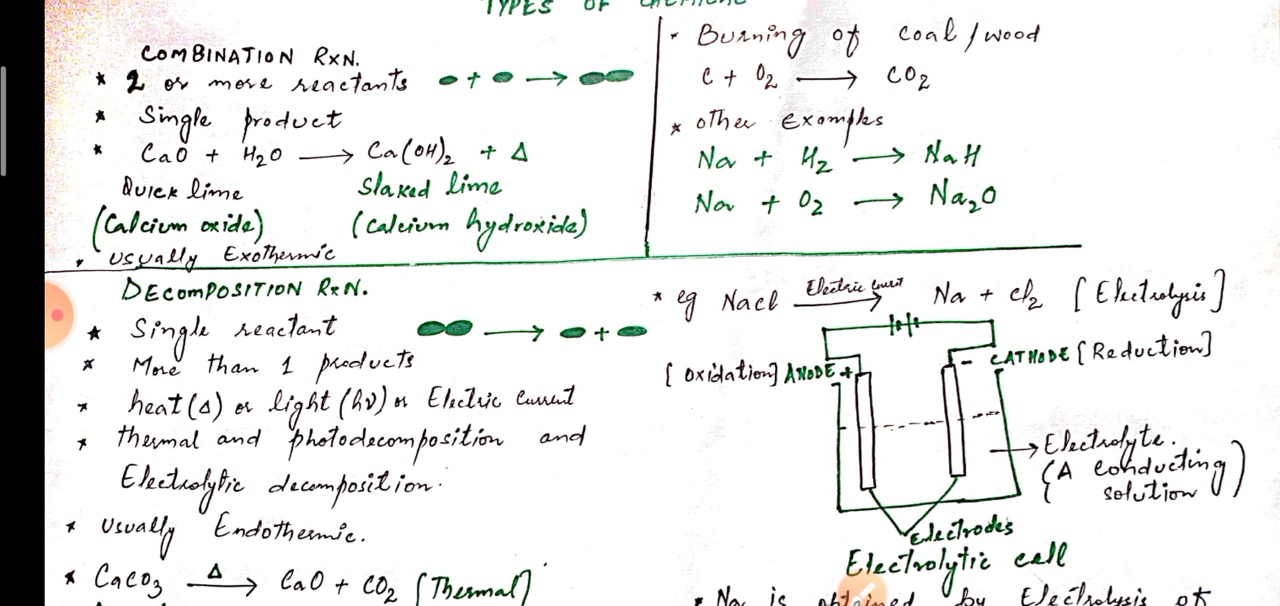 TYPES OF CHEMICAL
COMBINATION RXN.
* 2 or more reactants
* Single product
* CaO + H2O ⟶ Ca(OH)2 + Δ
Quick lime Slaked lime
(Calcium oxide) (Calcium hydroxide)
* usually Exothermic
* Burning of coal/wood
C + O2 ⟶ CO2
* other Examples
Na + H2 ⟶ NaH
Na + O2 ⟶ Na2O
DECOMPOSITION RXN.
* Single reactant
* More than 1 products
* heat(Δ) or light(hν) or Electric Current
* thermal and photodecomposition and
Electrolytic decomposition.
* Usually Endothermic.
* CaCO3 Δ⟶ CaO + CO2 [Thermal]
* eg NaCl Electric Current⟶ Na + Cl2 [Electrolysis]
[Oxidation] ANODE + - CATHODE [Reduction]
Electrolyte.
(A conducting
solution)
Electrodes
Electrolytic cell
* Na is obtained by Electrolysis of